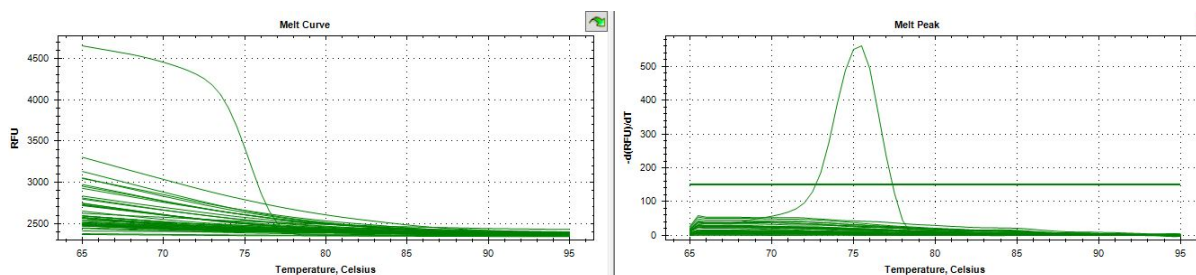 Melt Curve
4500
4000
3500
3000
2500
RFU
65 70 75 80 85 90 95
Temperature, Celsius
Melt Peak
500
400
300
200
100
0
-d(RFU)/dT
65 70 75 80 85 90 95
Temperature, Celsius